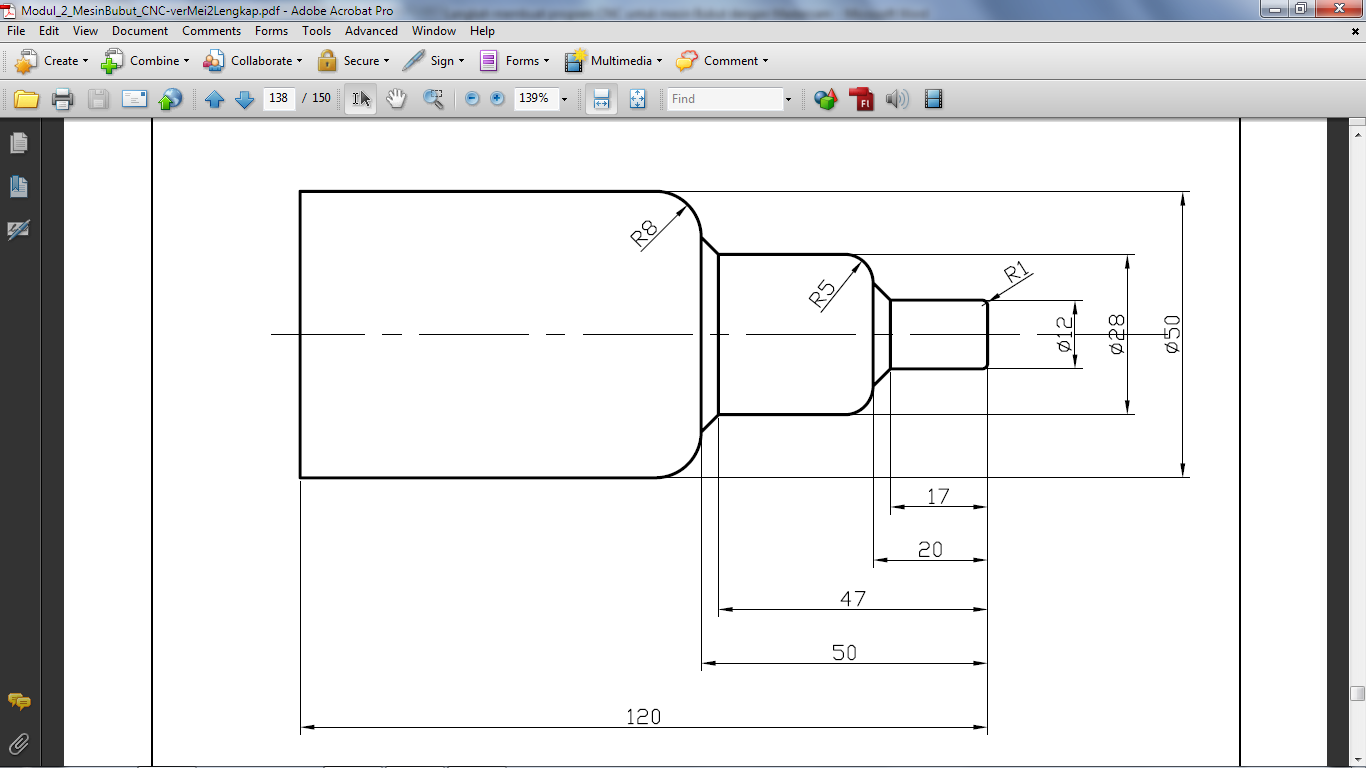 Modul_2_MesinBubut_CNC-verMei2Lengkap.pdf - Adobe Acrobat Pro
File Edit View Document Comments Forms Tools Advanced Window Help
Create Combine Collaborate Secure Sign Forms Multimedia Comment
138 / 150 139% Find
R8
R5
R1
ø12
ø28
ø50
17
20
47
50
120